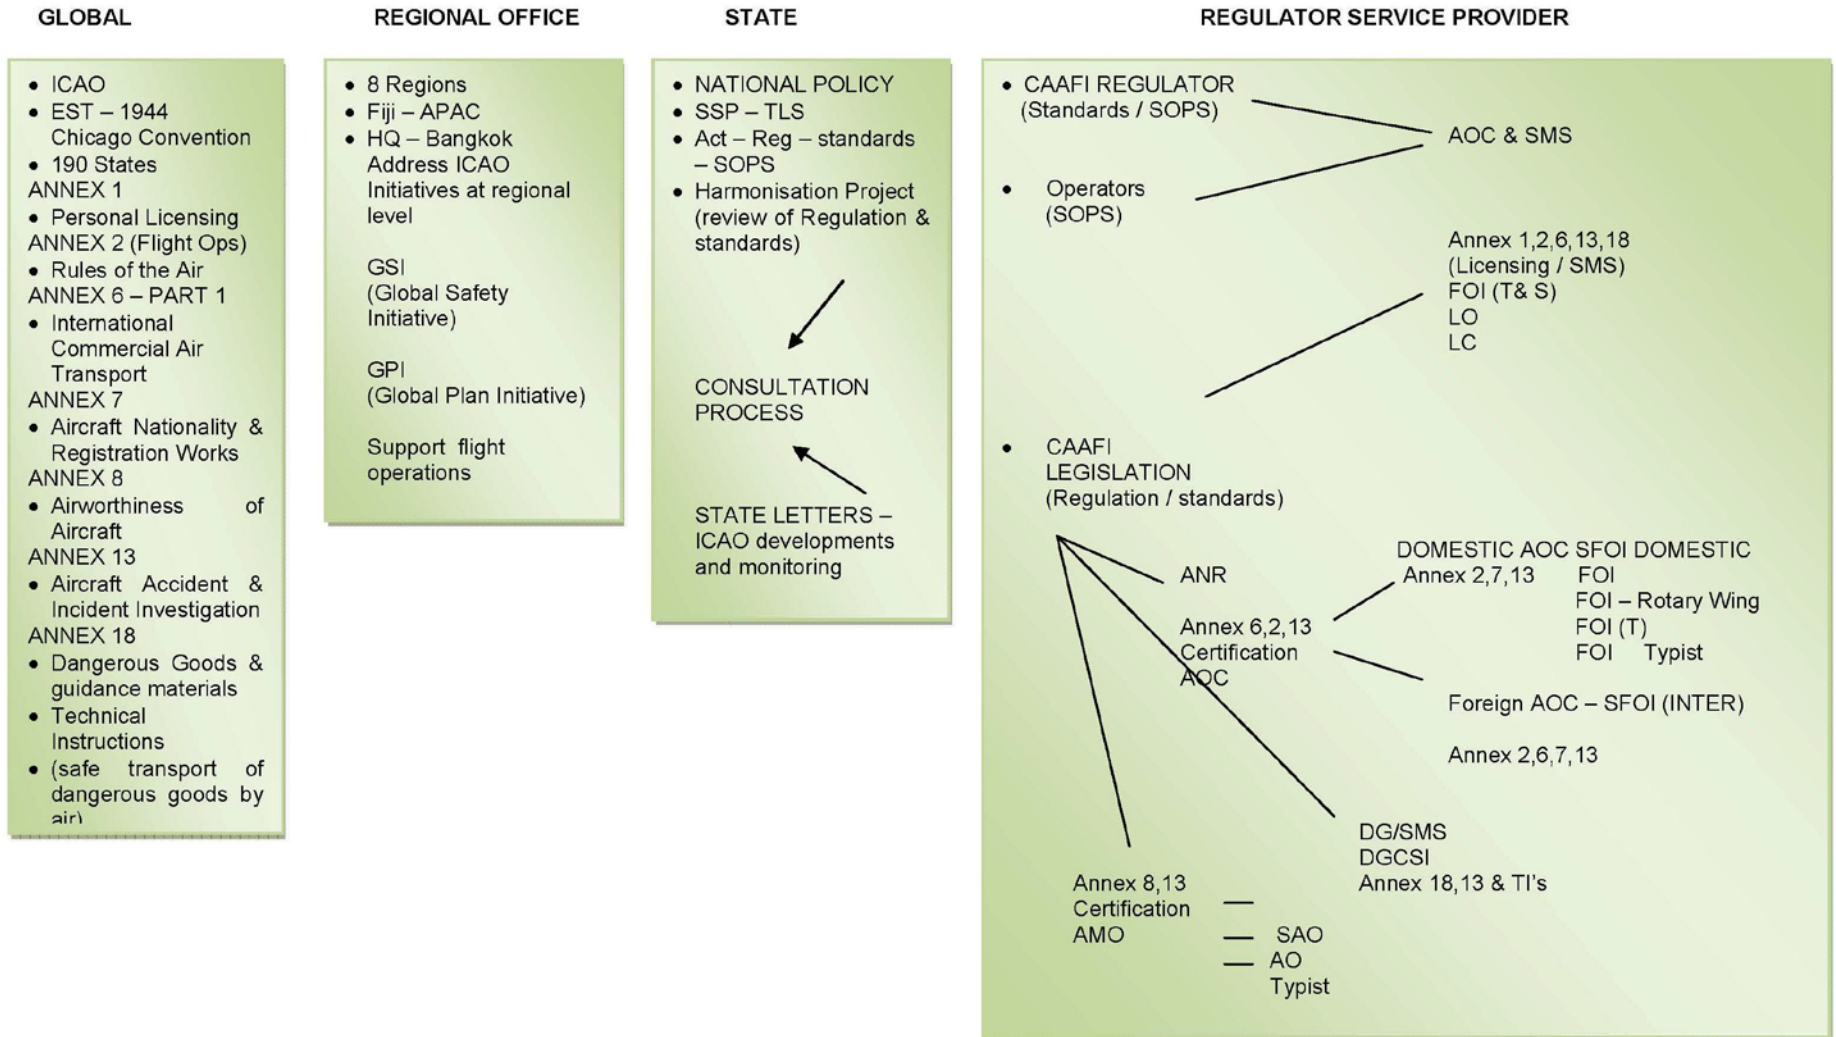 GLOBAL
• ICAO
• EST – 1944
Chicago Convention
• 190 States
ANNEX 1
• Personal Licensing
ANNEX 2 (Flight Ops)
• Rules of the Air
ANNEX 6 – PART 1
• International
Commercial Air
Transport
ANNEX 7
• Aircraft Nationality &
Registration Works
ANNEX 8
• Airworthiness of
Aircraft
ANNEX 13
• Aircraft Accident &
Incident Investigation
ANNEX 18
• Dangerous Goods &
guidance materials
• Technical
Instructions
• (safe transport of
dangerous goods by
air)
REGIONAL OFFICE
• 8 Regions
• Fiji – APAC
• HQ – Bangkok
Address ICAO
Initiatives at regional
level
GSI
(Global Safety
Initiative)
GPI
(Global Plan Initiative)
Support flight
operations
STATE
• NATIONAL POLICY
• SSP – TLS
• Act – Reg – standards
– SOPS
• Harmonisation Project
(review of Regulation &
standards)
CONSULTATION
PROCESS
STATE LETTERS –
ICAO developments
and monitoring
REGULATOR SERVICE PROVIDER
• CAAFI REGULATOR
(Standards / SOPS)
AOC & SMS
• Operators
(SOPS)
Annex 1,2,6,13,18
(Licensing / SMS)
FOI (T& S)
LO
LC
• CAAFI
LEGISLATION
(Regulation / standards)
ANR
Annex 6,2,13
Certification
AOC
DOMESTIC AOC SFOI DOMESTIC
Annex 2,7,13 FOI
FOI – Rotary Wing
FOI (T)
FOI Typist
Foreign AOC – SFOI (INTER)
Annex 2,6,7,13
DG/SMS
DGCSI
Annex 18,13 & TI's
Annex 8,13
Certification
AMO
SAO
AO
Typist